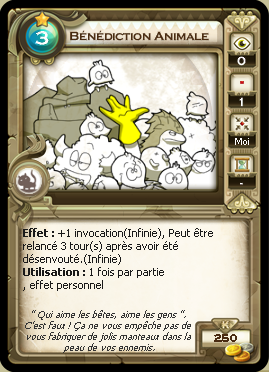 3
BÉNÉDICTION ANIMALE
0
1
Moi
-
Effet : +1 invocation(Infinie), Peut être
relancé 3 tour(s) après avoir été
désenvouté.(Infinie)
Utilisation : 1 fois par partie
, effet personnel
" Qui aime les bêtes, aime les gens ".
C'est faux ! Ça ne vous empêche pas de
vous fabriquer de jolis manteaux dans la
peau de vos ennemis.
K
250